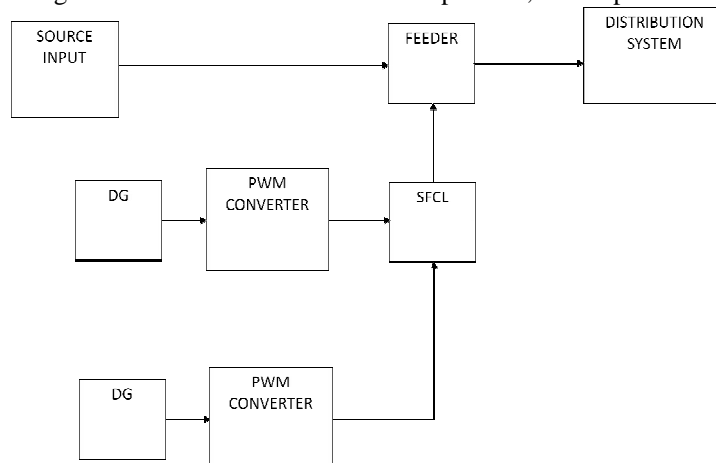 SOURCE
INPUT
FEEDER
DISTRIBUTION
SYSTEM
DG
PWM
CONVERTER
SFCL
DG
PWM
CONVERTER